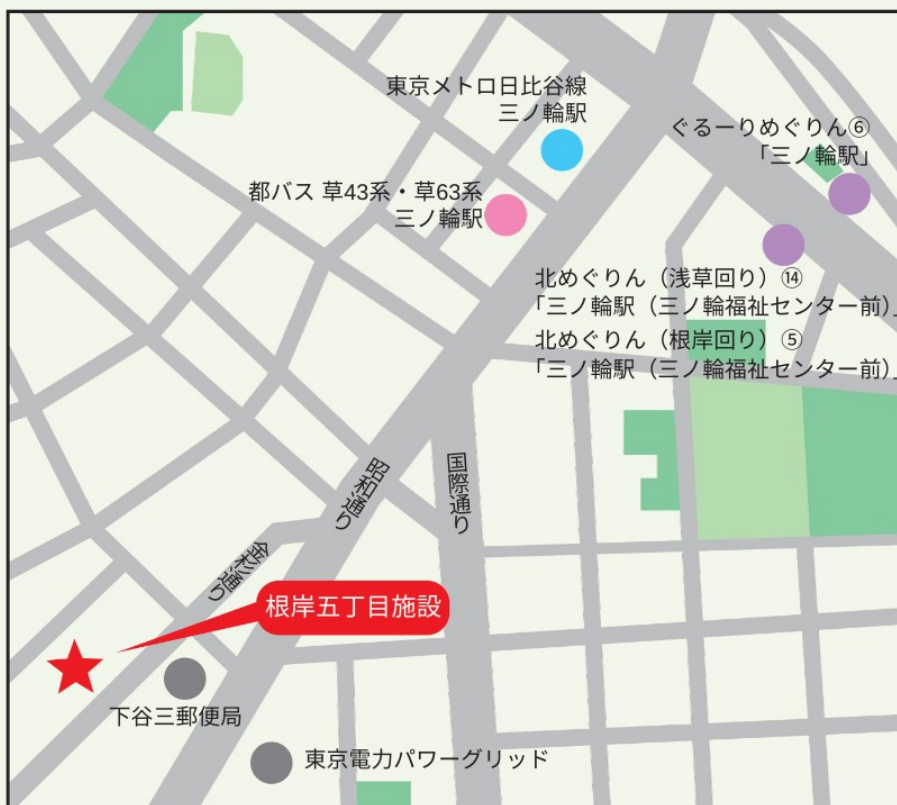 東京メトロ日比谷線
三ノ輪駅
ぐるーりめぐりん⑥
「三ノ輪駅」
都バス 草43系・草63系
三ノ輪駅
北めぐりん（浅草回り）⑭
「三ノ輪駅（三ノ輪福祉センター前）」
北めぐりん（根岸回り）⑤
「三ノ輪駅（三ノ輪福祉センター前）」
昭和通り
国際通り
金杉通り
根岸五丁目施設
下谷三郵便局
東京電力パワーグリッド